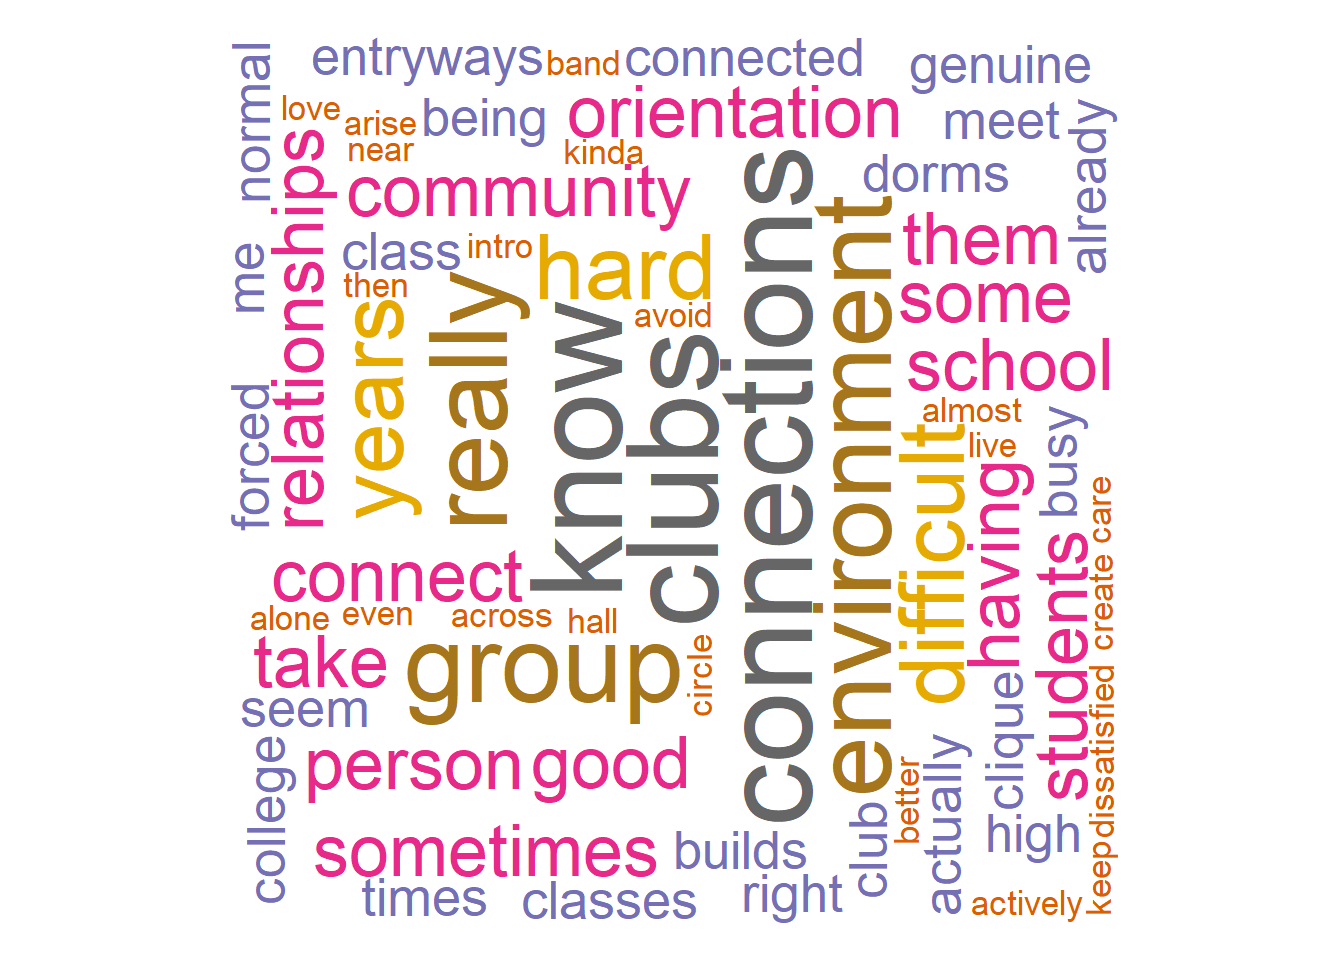 entryways
band
connected
genuine
normal
love
arise
being
orientation
meet
already
near
kinda
relationships
community
dorms
connections
environment
me
class
intro
hard
them
then
years
really
know
avoid
clubs
some
school
almost
live
forced
difficult
having
busy
care
connect
students
create
alone
even
across
hall
take
group
circle
seem
clique
dissatisfied
college
person
good
better
actually
sometimes
builds
club
high
keep
times
classes
right
actively